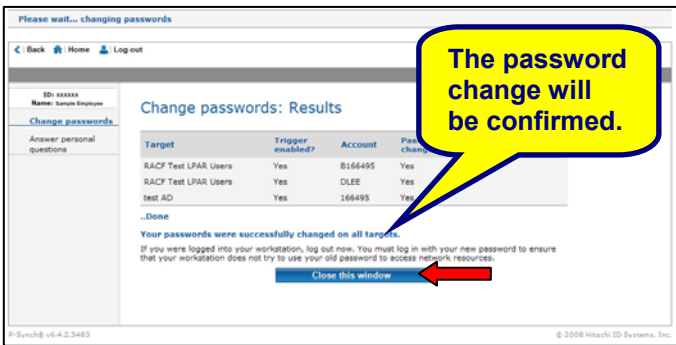 Please wait... changing passwords
Back Home Log out
ID: xxxxxx
Name: Sample Employee
Change passwords
Answer personal
questions
Change passwords: Results
Target Trigger enabled? Account
RACF Test LPAR Users Yes B166495 Yes
RACF Test LPAR Users Yes DLEE Yes
test AD Yes 166495 Yes
..Done
Your passwords were successfully changed on all targets.
If you were logged into your workstation, log out now. You must log in with your new password to ensure
that your workstation does not try to use your old password to access network resources.
Close this window
The password
change will
be confirmed.
P-Synch® v6.4.2.3483
© 2008 Hitachi ID Systems, Inc.